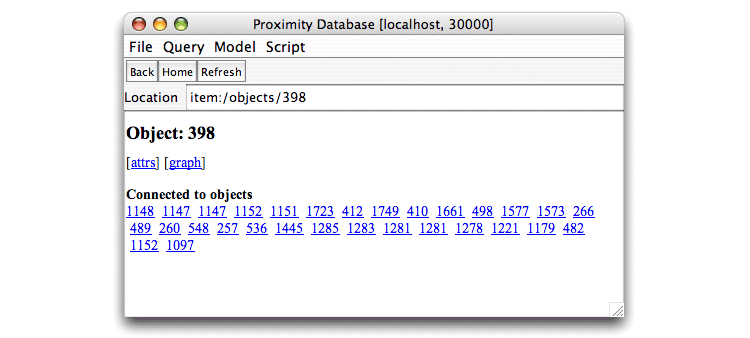 Proximity Database [localhost, 30000]
File Query Model Script
Back Home Refresh
Location item:/objects/398
Object: 398
[attrs] [graph]
Connected to objects
1148 1147 1147 1152 1151 1723 412 1749 410 1661 498 1577 1573 266
489 260 548 257 536 1445 1285 1283 1281 1281 1278 1221 1179 482
1152 1097